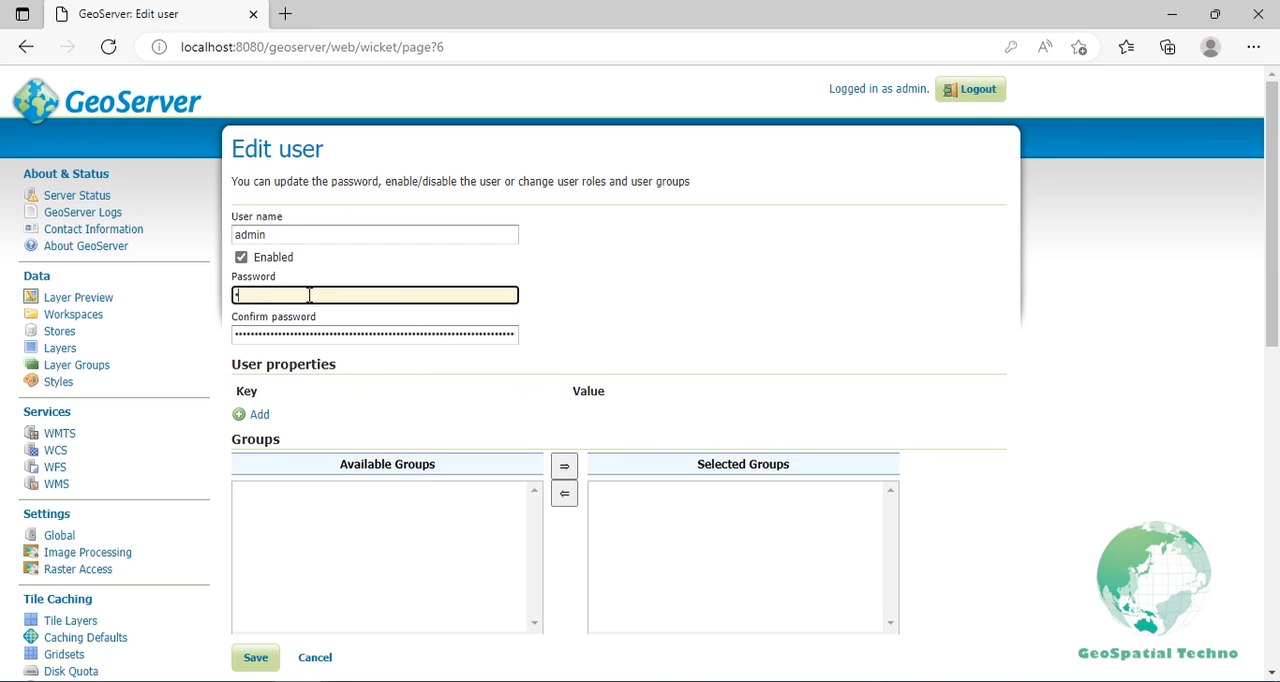 GeoServer: Edit user
localhost:8080/geoserver/web/wicket/page?6
GeoServer
Logged in as admin.
Logout
About & Status
Server Status
GeoServer Logs
Contact Information
About GeoServer
Data
Layer Preview
Workspaces
Stores
Layers
Layer Groups
Styles
Services
WMTS
WCS
WFS
WMS
Settings
Global
Image Processing
Raster Access
Tile Caching
Tile Layers
Caching Defaults
Gridsets
Disk Quota
Edit user
You can update the password, enable/disable the user or change user roles and user groups
User name
admin
Enabled
Password
Confirm password
User properties
Key Value
Add
Groups
Available Groups Selected Groups
Save Cancel
GeoSpatial Techno